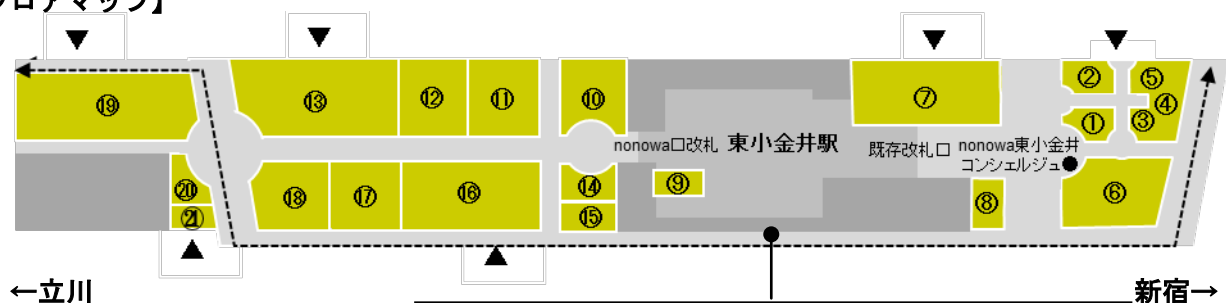 フロアマップ】
②
⑤
⑲
⑬
⑫
⑪
⑩
⑦
④
①
③
nonowa口改札
東小金井駅
既存改札口
nonowa東小金井
コンシェルジュ
⑳
⑱
⑰
⑯
⑭
⑨
⑧
⑥
㉑
⑮
←立川
新宿→